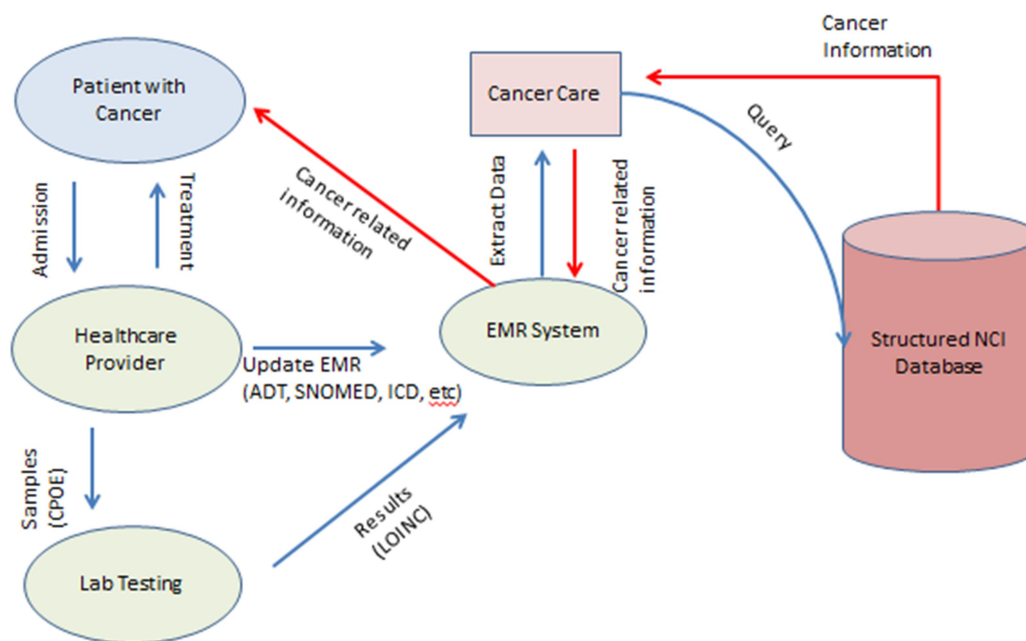 Cancer
Information
Patient with
Cancer
Cancer Care
Query
Admission
Treatment
Cancer related
information
Extract Data
Cancer related
information
Healthcare
Provider
EMR System
Structured NCI
Database
Update EMR
(ADT, SNOMED, ICD, etc)
Samples
(CPOE)
Results
(LOINC)
Lab Testing